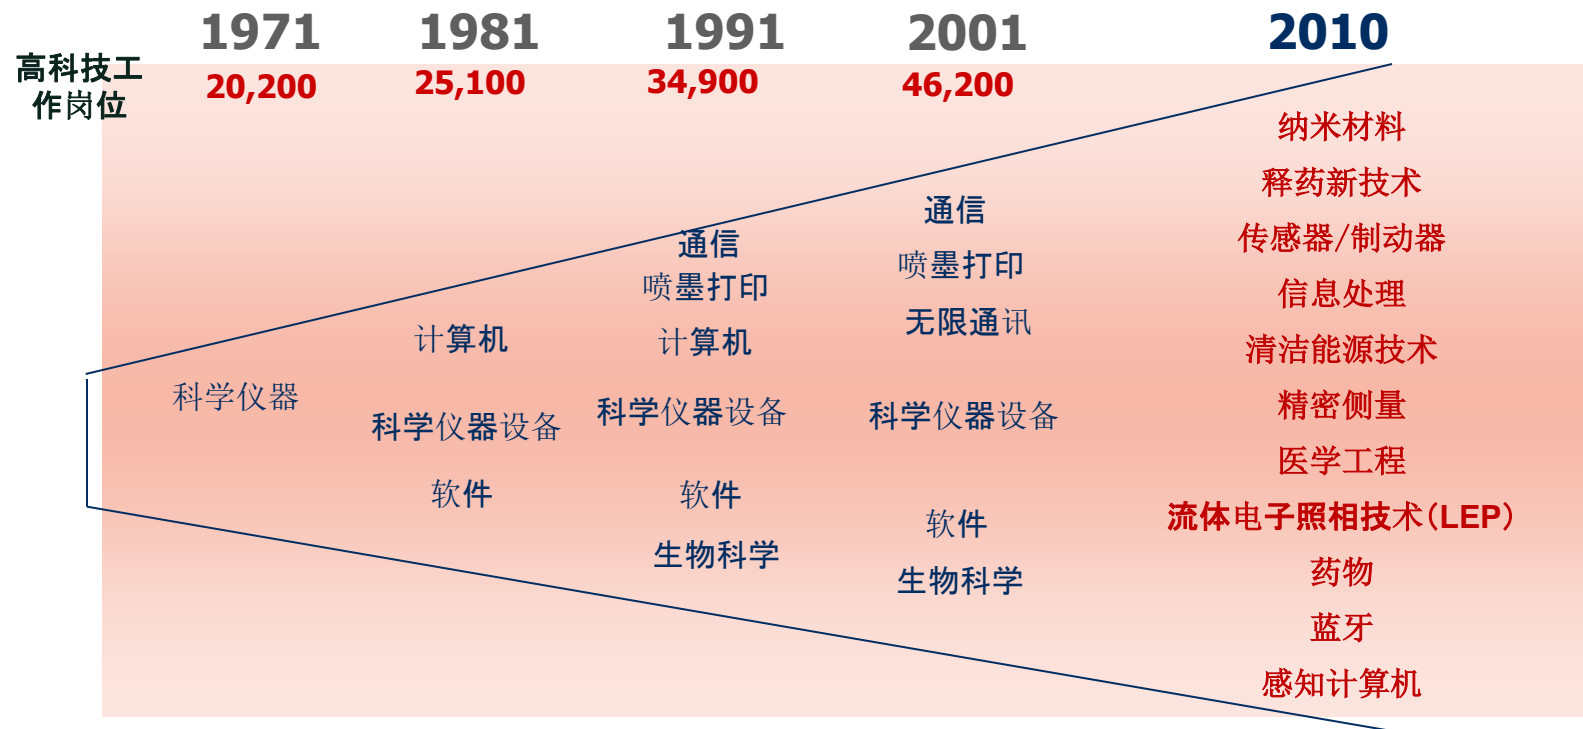 1971
1981
1991
2001
2010
高科技工
作岗位
20,200
25,100
34,900
46,200
科学仪器
计算机
科学仪器设备
软件
通信
喷墨打印
计算机
科学仪器设备
软件
生物科学
通信
喷墨打印
无限通讯
科学仪器设备
软件
生物科学
纳米材料
释药新技术
传感器/制动器
信息处理
清洁能源技术
精密侧量
医学工程
流体电子照相技术(LEP)
药物
蓝牙
感知计算机